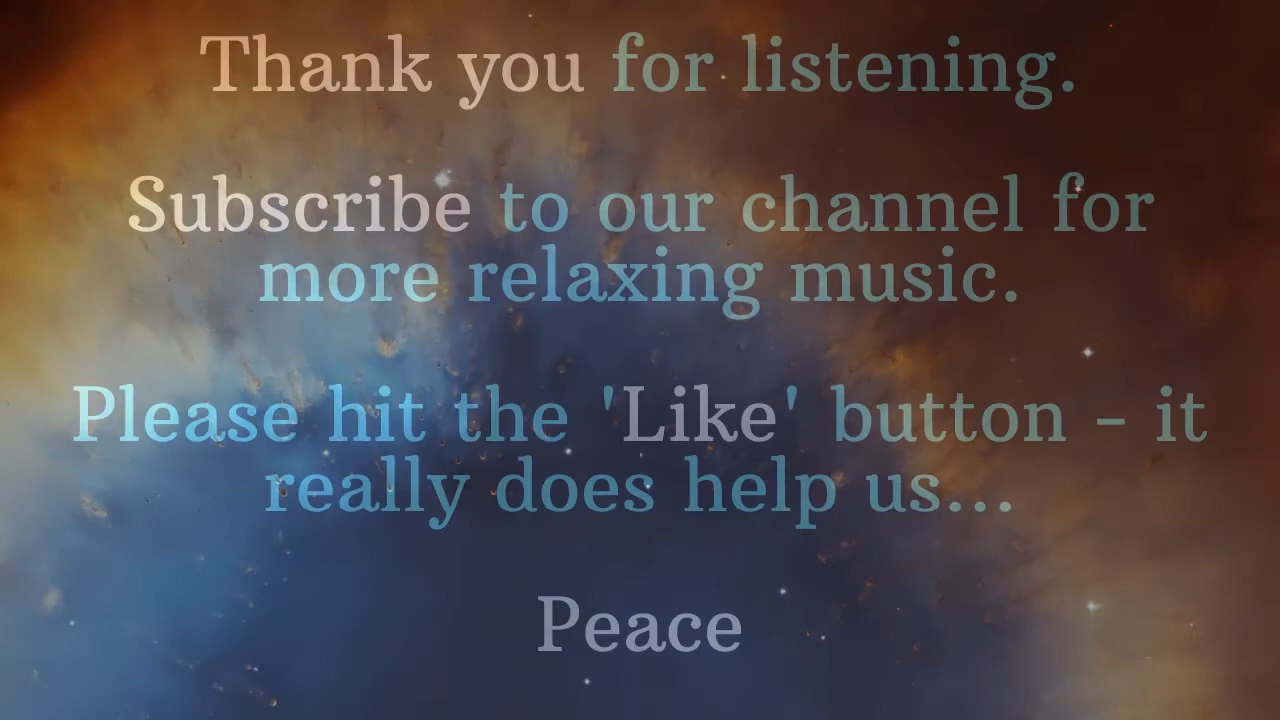 Thank you for listening.
Subscribe to our channel for
more relaxing music.
Please hit the 'Like' button - it
really does help us...
Peace